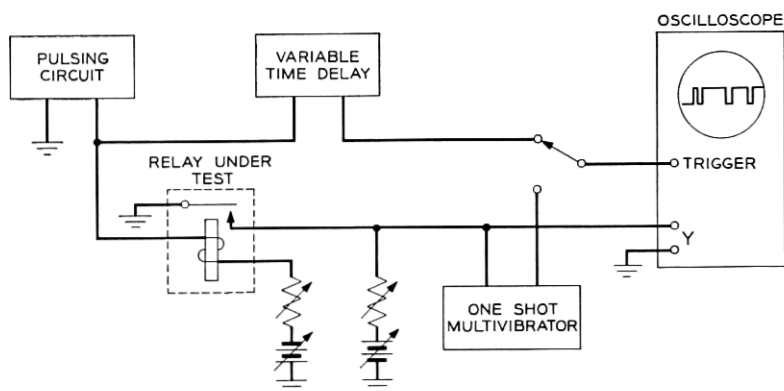 OSCILLOSCOPE
PULSING
CIRCUIT
VARIABLE
TIME DELAY
RELAY UNDER
TEST
TRIGGER
Y
ONE SHOT
MULTIVIBRATOR